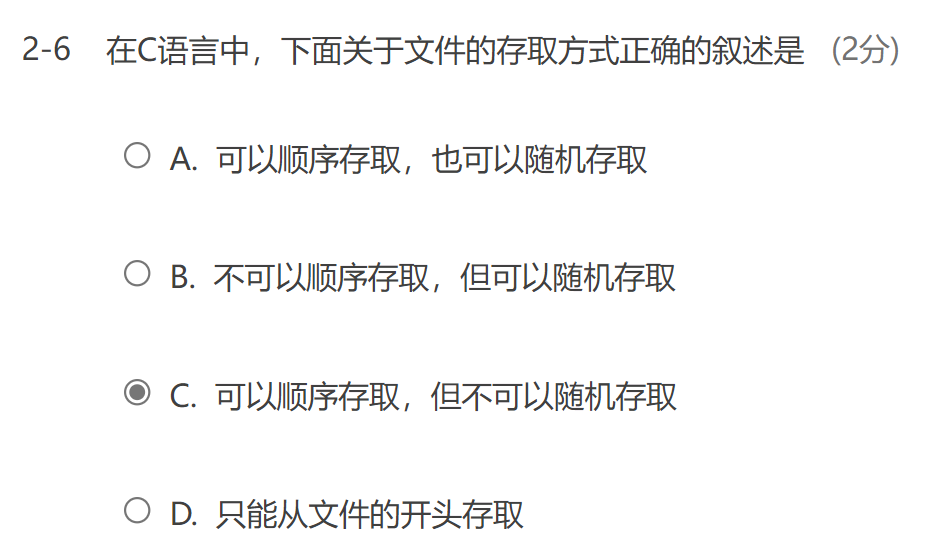 2-6 在C语言中，下面关于文件的存取方式正确的叙述是 (2分)
A. 可以顺序存取，也可以随机存取
B. 不可以顺序存取，但可以随机存取
C. 可以顺序存取，但不可以随机存取
D. 只能从文件的开头存取